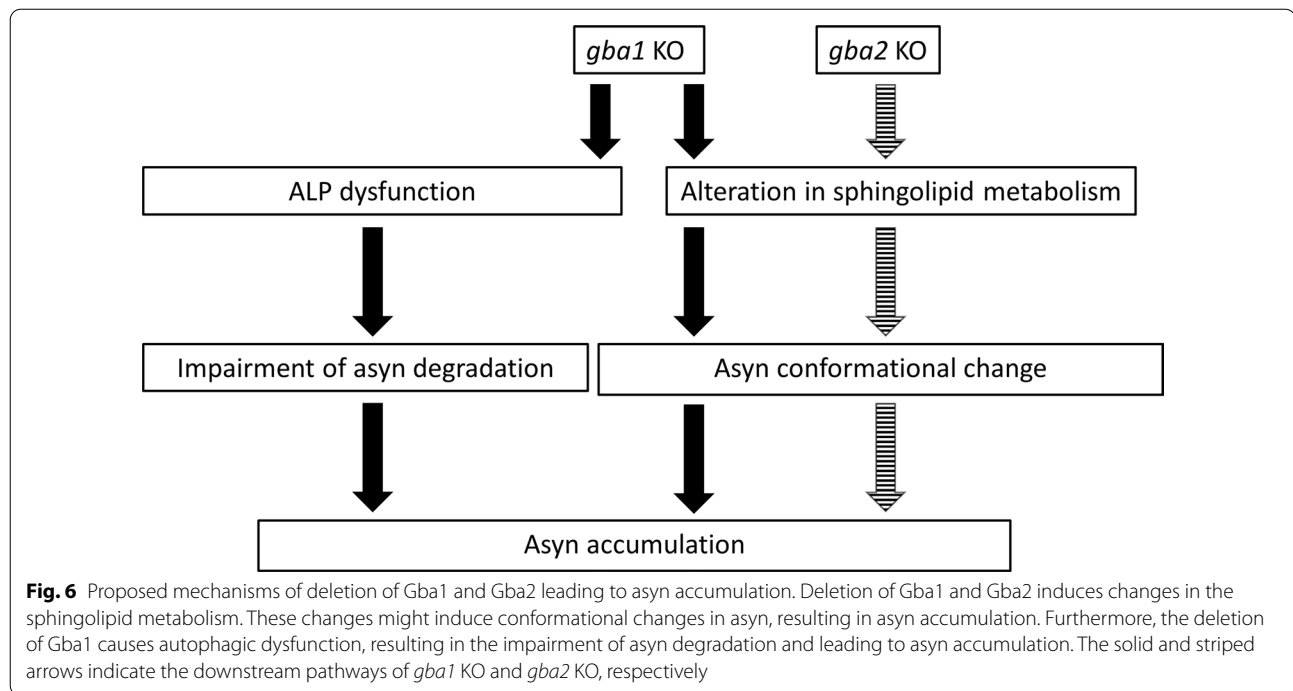 gba1 KO
gba2 KO
ALP dysfunction
Alteration in sphingolipid metabolism
Impairment of asyn degradation
Asyn conformational change
Asyn accumulation
Fig. 6 Proposed mechanisms of deletion of Gba1 and Gba2 leading to asyn accumulation. Deletion of Gba1 and Gba2 induces changes in the
sphingolipid metabolism. These changes might induce conformational changes in asyn, resulting in asyn accumulation. Furthermore, the deletion
of Gba1 causes autophagic dysfunction, resulting in the impairment of asyn degradation and leading to asyn accumulation. The solid and striped
arrows indicate the downstream pathways of gba1 KO and gba2 KO, respectively